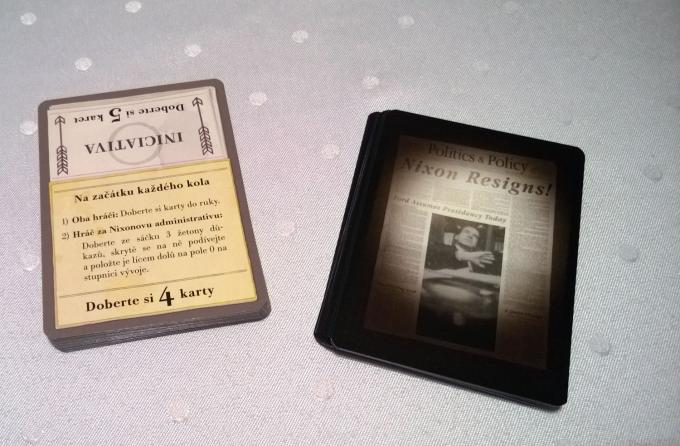 Doberte si 5 karet
INICIATIVA
Na začátku každého kola
1) Oba hráči: Doberte si karty do ruky.
2) Hráč za Nixonovu administrativu:
Doberte ze sáčku 3 žetony dů-
kazů, skrytě se na ně podívejte
a položte je lícem dolů na pole 0 na
stupnici vývoje.
Doberte si 4 karty
Politics & Policy
Nixon Resigns!
Ford Assumes Presidency Today